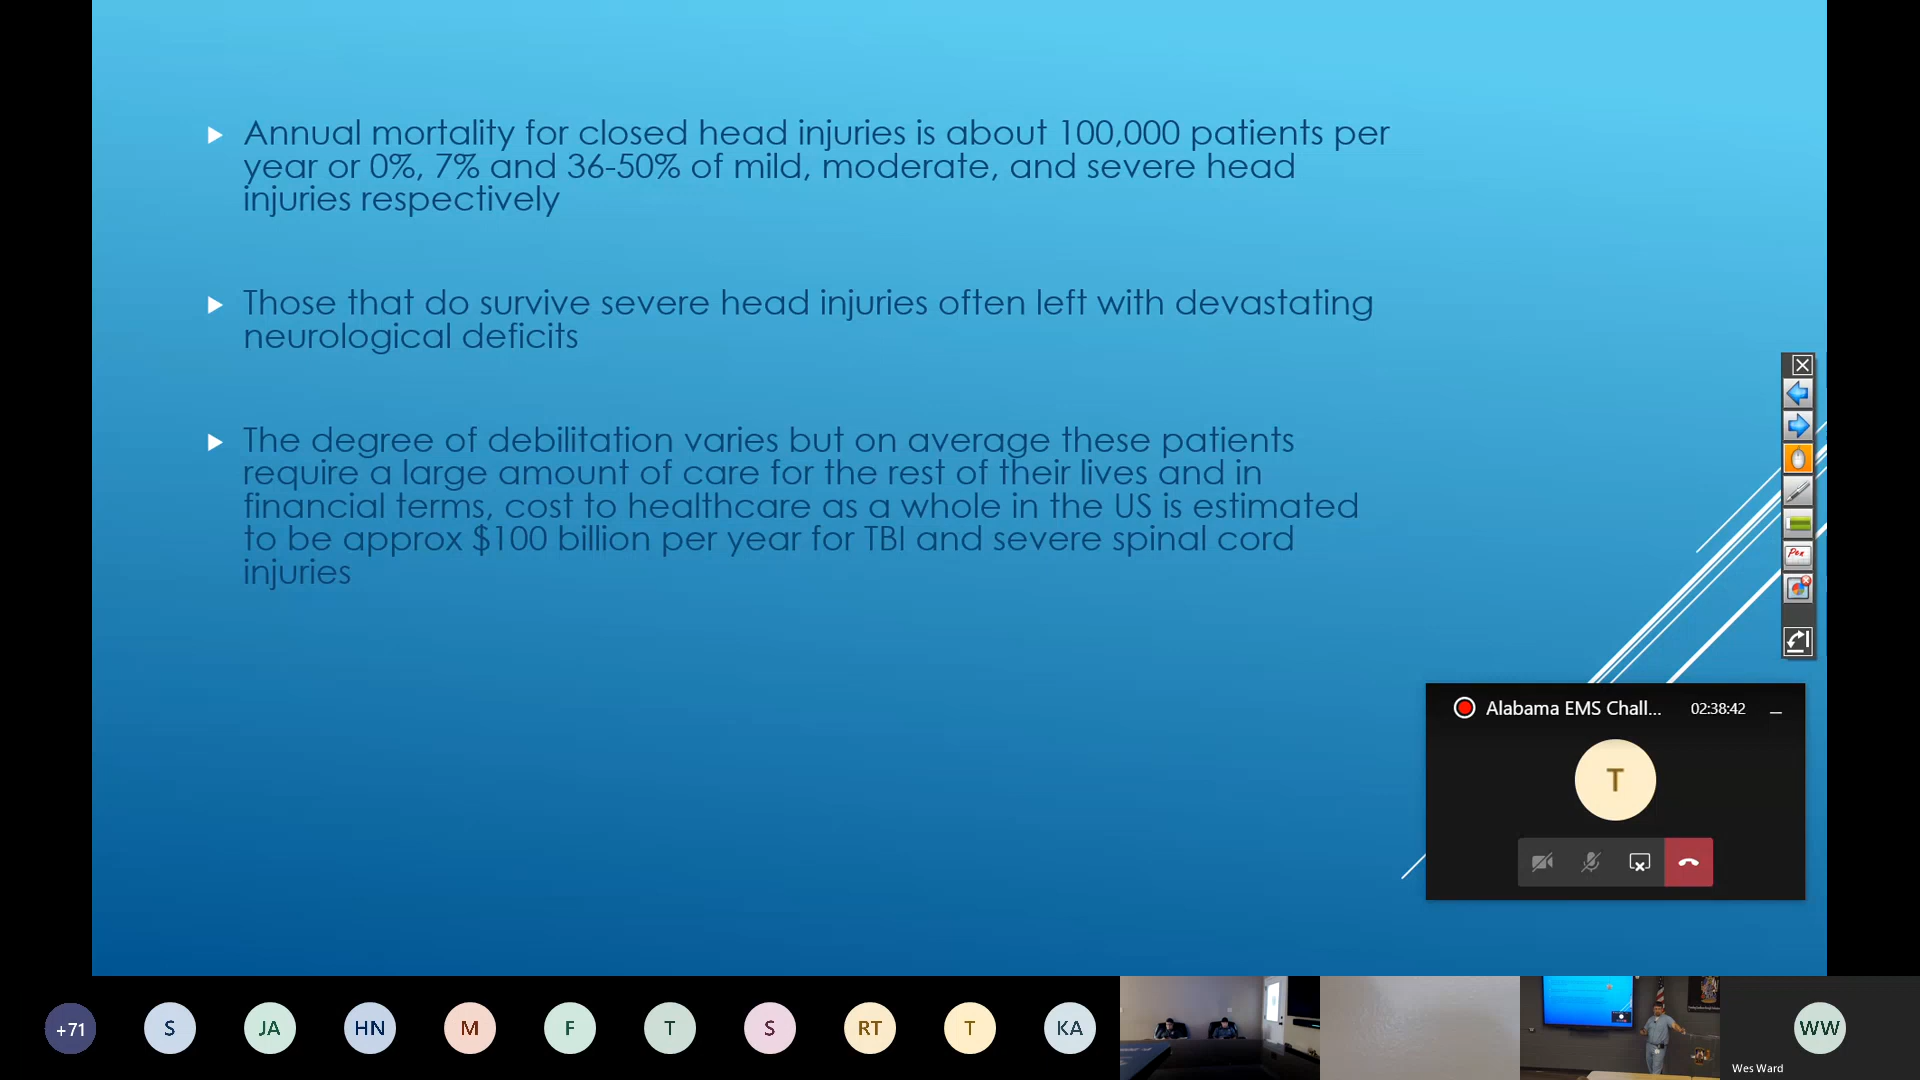 Annual mortality for closed head injuries is about 100,000 patients per
year or 0%, 7% and 36-50% of mild, moderate, and severe head
injuries respectively
Those that do survive severe head injuries often left with devastating
neurological deficits
The degree of debilitation varies but on average these patients
require a large amount of care for the rest of their lives and in
financial terms, cost to healthcare as a whole in the US is estimated
to be approx $100 billion per year for TBI and severe spinal cord
injuries
Pen
Alabama EMS Chall... 02:38:42
T
+71 S JA HN M F T S RT T KA WW
Wes Ward